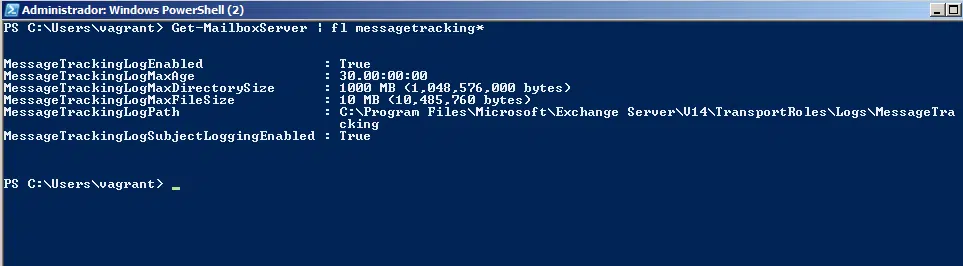 Administrador: Windows PowerShell (2)
PS C:\Users\vagrant> Get-MailboxServer | fl messagetracking*
MessageTrackingLogEnabled : True
MessageTrackingLogMaxAge : 30.00:00:00
MessageTrackingLogMaxDirectorySize : 1000 MB (1,048,576,000 bytes)
MessageTrackingLogMaxFileSize : 10 MB (10,485,760 bytes)
MessageTrackingLogPath : C:\Program Files\Microsoft\Exchange Server\V14\TransportRoles\Logs\MessageTra
cking
MessageTrackingLogSubjectLoggingEnabled : True
PS C:\Users\vagrant> _